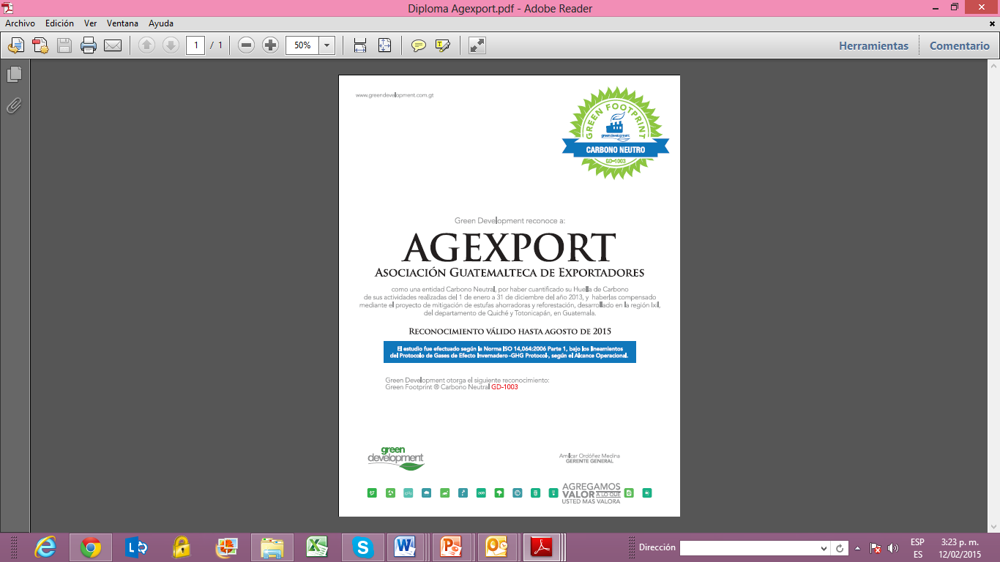 Diploma Agexport.pdf - Adobe Reader
Archivo Edición Ver Ventana Ayuda
1 / 1 50% Herramientas Comentario
www.greendevelopment.com.gt
GREEN FOOTPRINT
greendevelopment
CARBONO NEUTRO
GD-1003
Green Development reconoce a:
AGEXPORT
ASOCIACIÓN GUATEMALTECA DE EXPORTADORES
como una entidad Carbono Neutral, por haber cuantificado su Huella de Carbono
de sus actividades realizadas del 1 de enero a 31 de diciembre del año 2013, y haberlas compensado
mediante el proyecto de mitigación de estufas ahorradoras y reforestación, desarrollado en la región Ixil,
del departamento de Quiché y Totonicapán, en Guatemala.
RECONOCIMIENTO VÁLIDO HASTA AGOSTO DE 2015
El estudio fue efectuado según la Norma ISO 14,064:2006 Parte 1, bajo los lineamientos
del Protocolo de Gases de Efecto Invernadero -GHG Protocol-, según el Alcance Operacional.
Green Development otorga el siguiente reconocimiento:
Green Footprint ® Carbono Neutral GD-1003
green
development
Amílcar Ordóñez Medina
GERENTE GENERAL
AGREGAMOS
VALOR A LO QUE
USTED MÁS VALORA
Dirección
ESP
ES
3:23 p. m.
12/02/2015